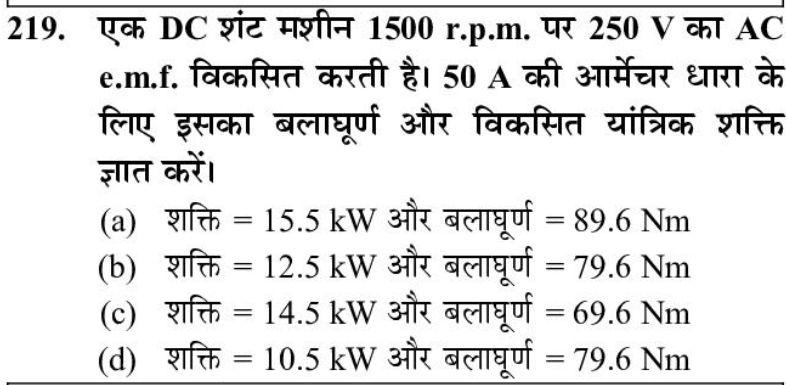 219. एक DC शंट मशीन 1500 r.p.m. पर 250 V का AC
e.m.f. विकसित करती है। 50 A की आर्मेचर धारा के
लिए इसका बलाघूर्ण और विकसित यांत्रिक शक्ति
ज्ञात करें।
(a) शक्ति = 15.5 kW और बलाघूर्ण = 89.6 Nm
(b) शक्ति = 12.5 kW और बलाघूर्ण = 79.6 Nm
(c) शक्ति = 14.5 kW और बलाघूर्ण = 69.6 Nm
(d) शक्ति = 10.5 kW और बलाघूर्ण = 79.6 Nm